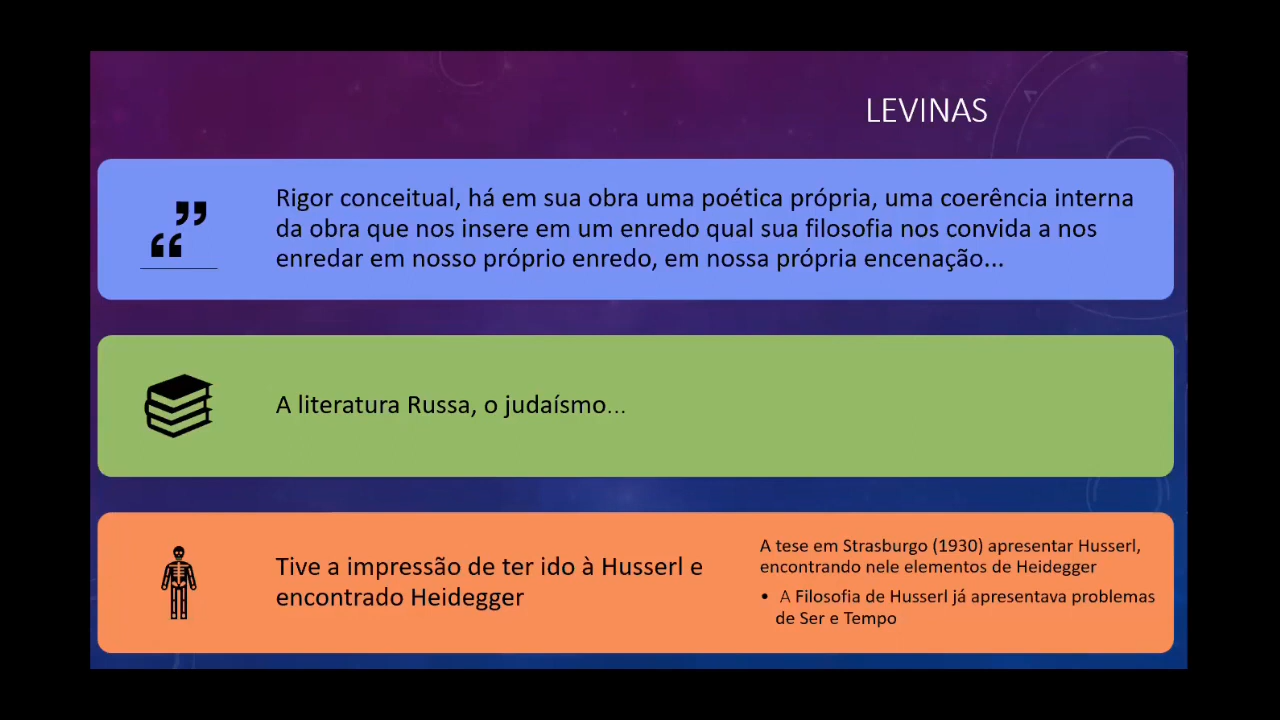 LEVINAS
Rigor conceitual, há em sua obra uma poética própria, uma coerência interna
da obra que nos insere em um enredo qual sua filosofia nos convida a nos
enredar em nosso próprio enredo, em nossa própria encenação...
A literatura Russa, o judaísmo...
Tive a impressão de ter ido à Husserl e
encontrado Heidegger
A tese em Strasburgo (1930) apresentar Husserl,
encontrando nele elementos de Heidegger
• A Filosofia de Husserl já apresentava problemas
de Ser e Tempo